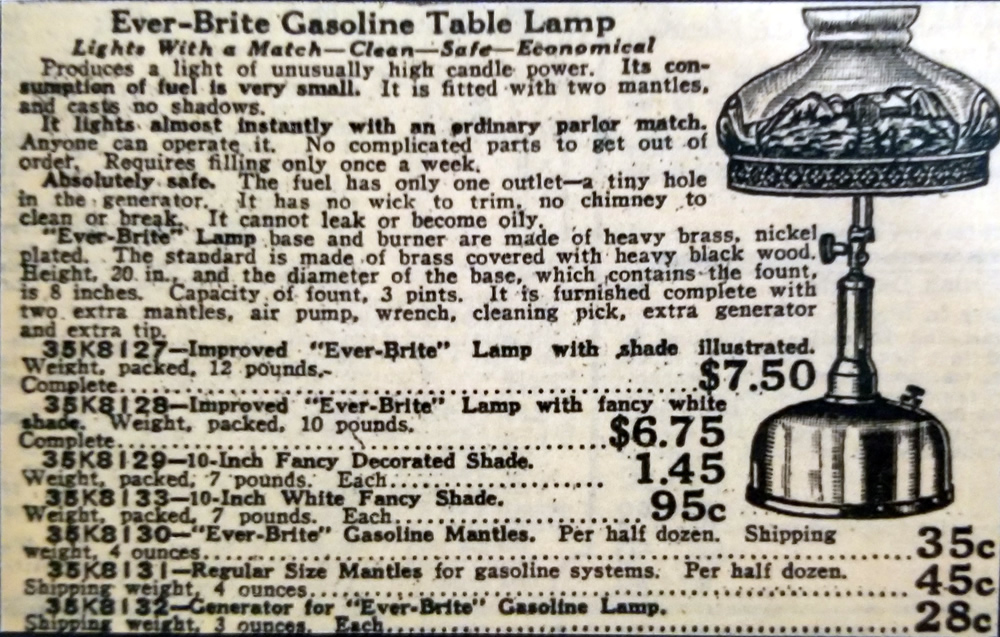 Ever-Brite Gasoline Table Lamp
Lights With a Match—Clean—Safe—Economical
Produces a light of unusually high candle power. Its con-
sumption of fuel is very small. It is fitted with two mantles,
and casts no shadows.
It lights almost instantly with an ordinary parlor match.
Anyone can operate it. No complicated parts to get out of
order. Requires filling only once a week.
Absolutely safe. The fuel has only one outlet—a tiny hole
in the generator. It has no wick to trim, no chimney to
clean or break. It cannot leak or become oily.
"Ever-Brite" Lamp base and burner are made of heavy brass, nickel
plated. The standard is made of brass covered with heavy black wood.
Height, 20 in., and the diameter of the base, which contains the fount,
is 8 inches. Capacity of fount, 3 pints. It is furnished complete with
two extra mantles, air pump, wrench, cleaning pick, extra generator
and extra tip.
35K8127—Improved "Ever-Brite" Lamp with shade illustrated.
Weight, packed, 12 pounds.
Complete........$7.50
35K8128—Improved "Ever-Brite" Lamp with fancy white
shade. Weight, packed, 10 pounds.
Complete........$6.75
35K8129—10-Inch Fancy Decorated Shade.
Weight, packed, 7 pounds. Each........1.45
35K8133—10-Inch White Fancy Shade.
Weight, packed, 7 pounds. Each........95c
35K8130—"Ever-Brite" Gasoline Mantles. Per half dozen. Shipping
weight, 4 ounces........35c
35K8131—Regular Size Mantles for gasoline systems. Per half dozen.
Shipping weight, 4 ounces........45c
35K8132—Generator for "Ever-Brite" Gasoline Lamp.
Shipping weight, 3 ounces. Each........28c